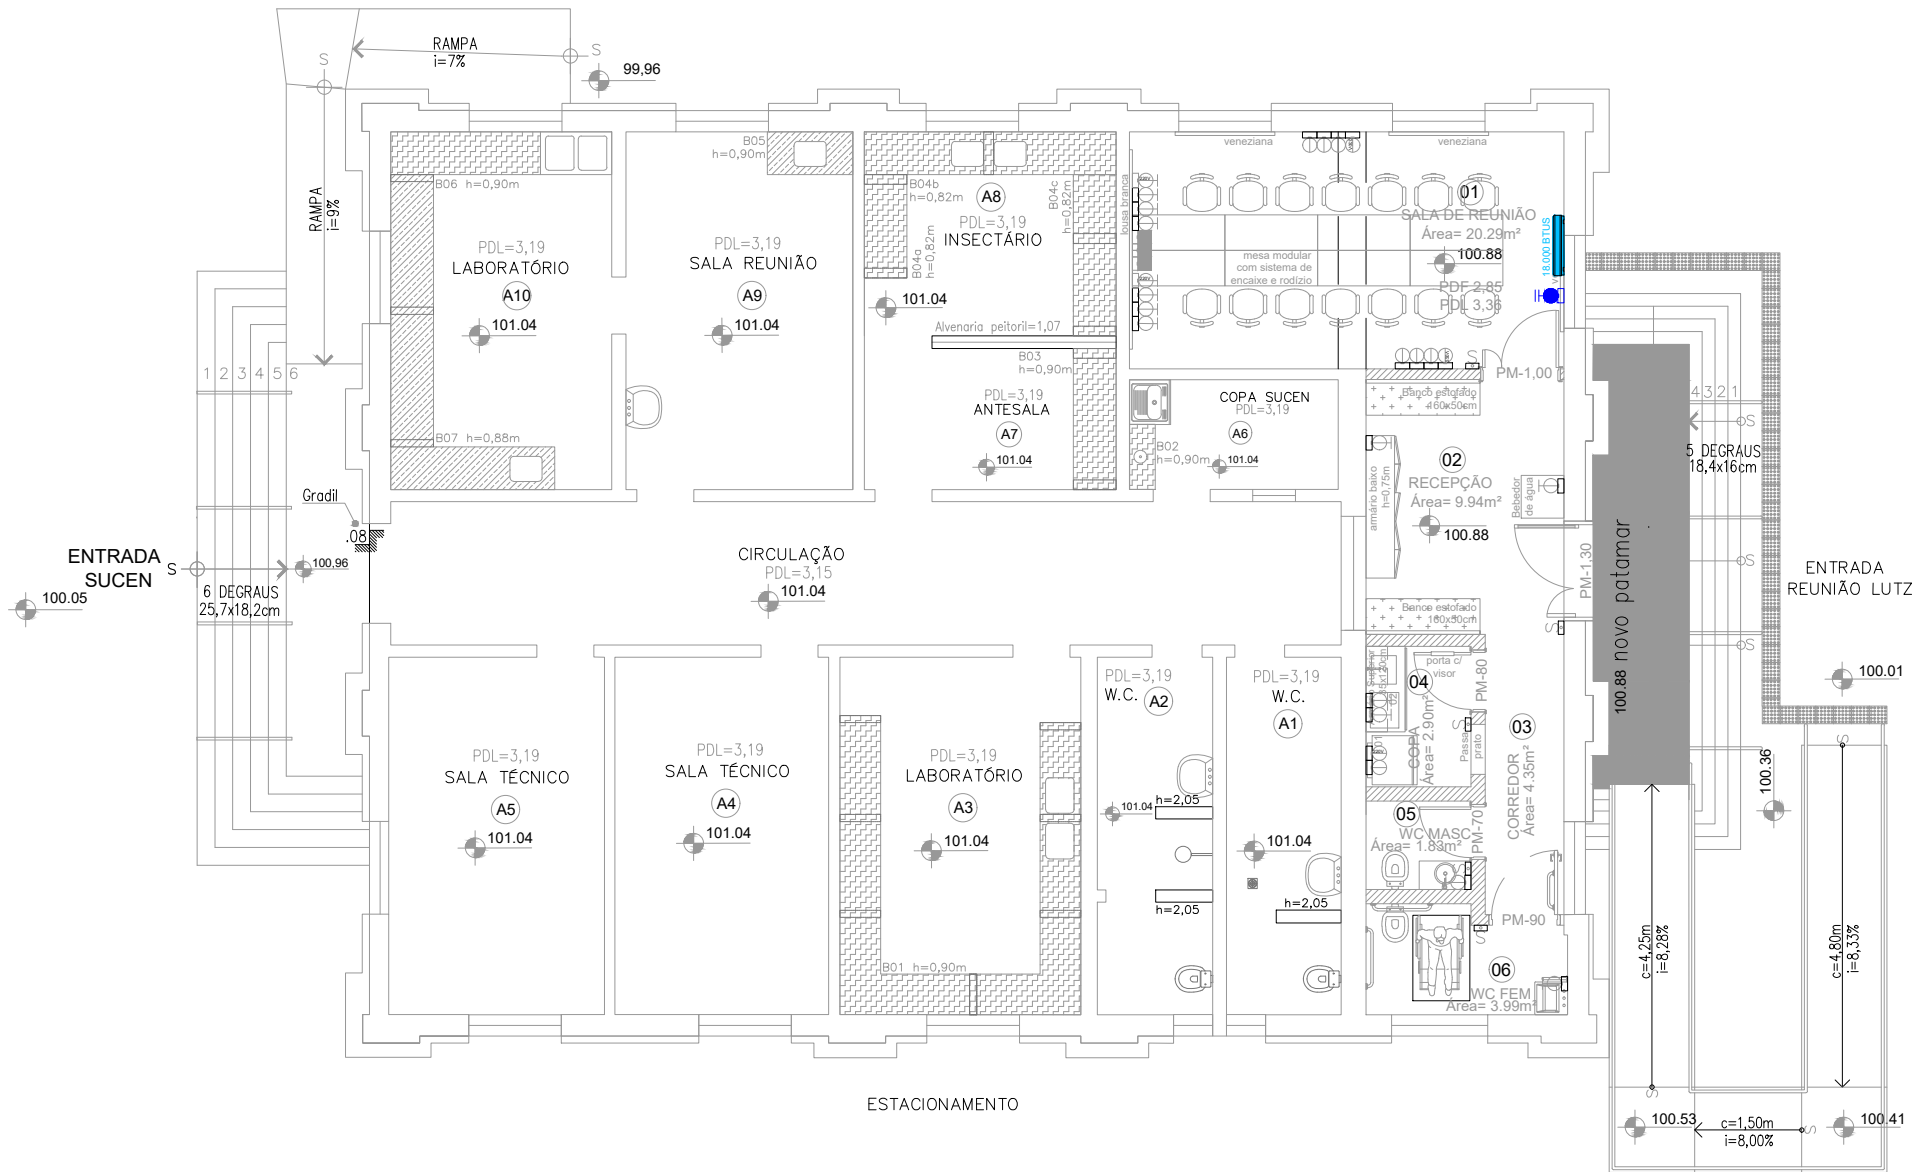 RAMPA
i=7%
S
S
99,96
RAMPA
i=9%
B05
h=0,90m
B06 h=0,90m
PDL=3,19
LABORATÓRIO
A10
101.04
B07 h=0,88m
PDL=3,19
SALA REUNIÃO
A9
101.04
B04b
h=0,82m
B04a
h=0,82m
B04c
h=0,82m
A8
PDL=3,19
INSECTÁRIO
101.04
Alvenaria peitoril=1,07
B03
h=0,90m
PDL=3,19
ANTESALA
A7
101.04
veneziana
veneziana
lousa branca
01
SALA DE REUNIÃO
Área= 20.29m²
100.88
PDF 2,85
PDL 3,36
mesa modular
com sistema de
encaixe e rodízio
18.000 BTUS
S
PM-1,00
COPA SUCEN
PDL=3,19
A6
101.04
B02
h=0,90m
Banco estofado
160x50cm
armário baixo
h=0,75m
02
RECEPÇÃO
Área= 9.94m²
100.88
Bebedor
de água
PM-1,30
S
Banco estofado
160x50cm
1 2 3 4 5 6
Gradil
.08
ENTRADA
SUCEN
S
100,96
6 DEGRAUS
25,7x18,2cm
100.05
CIRCULAÇÃO
PDL=3,15
101.04
4 3 2 1
S
5 DEGRAUS
18,4x16cm
S
S
100.88 novo patamar
ENTRADA
REUNIÃO LUTZ
100.01
100.36
PDL=3,19
SALA TÉCNICO
A5
101.04
PDL=3,19
SALA TÉCNICO
A4
101.04
PDL=3,19
LABORATÓRIO
A3
101.04
B01 h=0,90m
PDL=3,19
W.C.
A2
101.04
h=2,05
h=2,05
PDL=3,19
W.C.
A1
101.04
h=2,05
porta c/
visor
04
COPA
Área= 2.90m²
PM-80
S
Passa
prato
03
CORREDOR
Área= 4.35m²
05
WC MASC
Área= 1.83m²
PM-70
S
PM-90
S
06
WC FEM
Área= 3.99m²
S
c=4,25m
i=8,28%
S
c=4,80m
i=8,33%
100.53
c=1,50m
i=8,00%
S
100.41
ESTACIONAMENTO